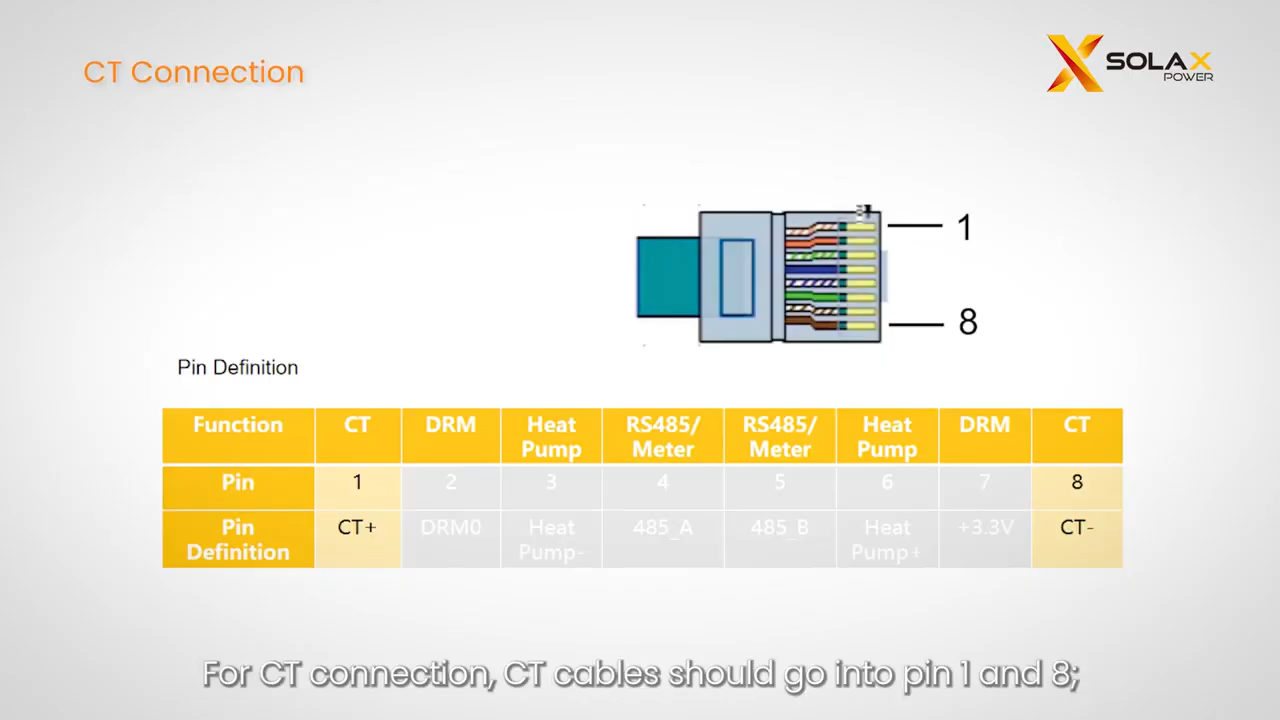 CT Connection
SOLAX
POWER
1
8
Pin Definition
Function CT DRM Heat Pump RS485/ Meter RS485/ Meter Heat Pump DRM CT
Pin 1 2 3 4 5 6 7 8
Pin Definition CT+ DRM0 Heat Pump- 485_A 485_B Heat Pump+ +3.3V CT-
For CT connection, CT cables should go into pin 1 and 8;